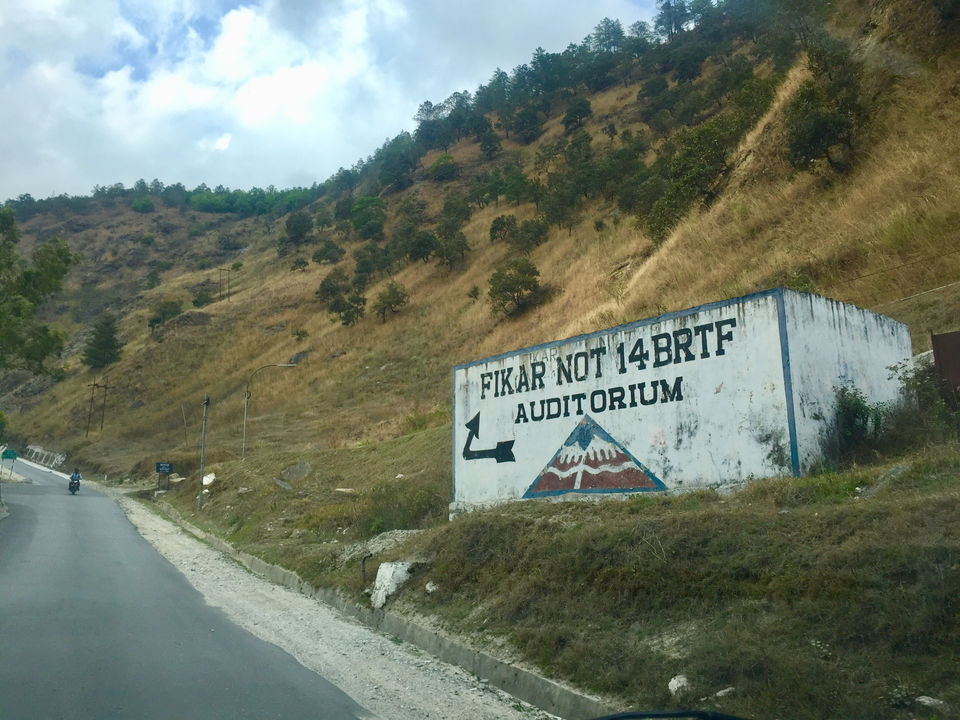 FIKAR NOT 14 BRTF
AUDITORIUM